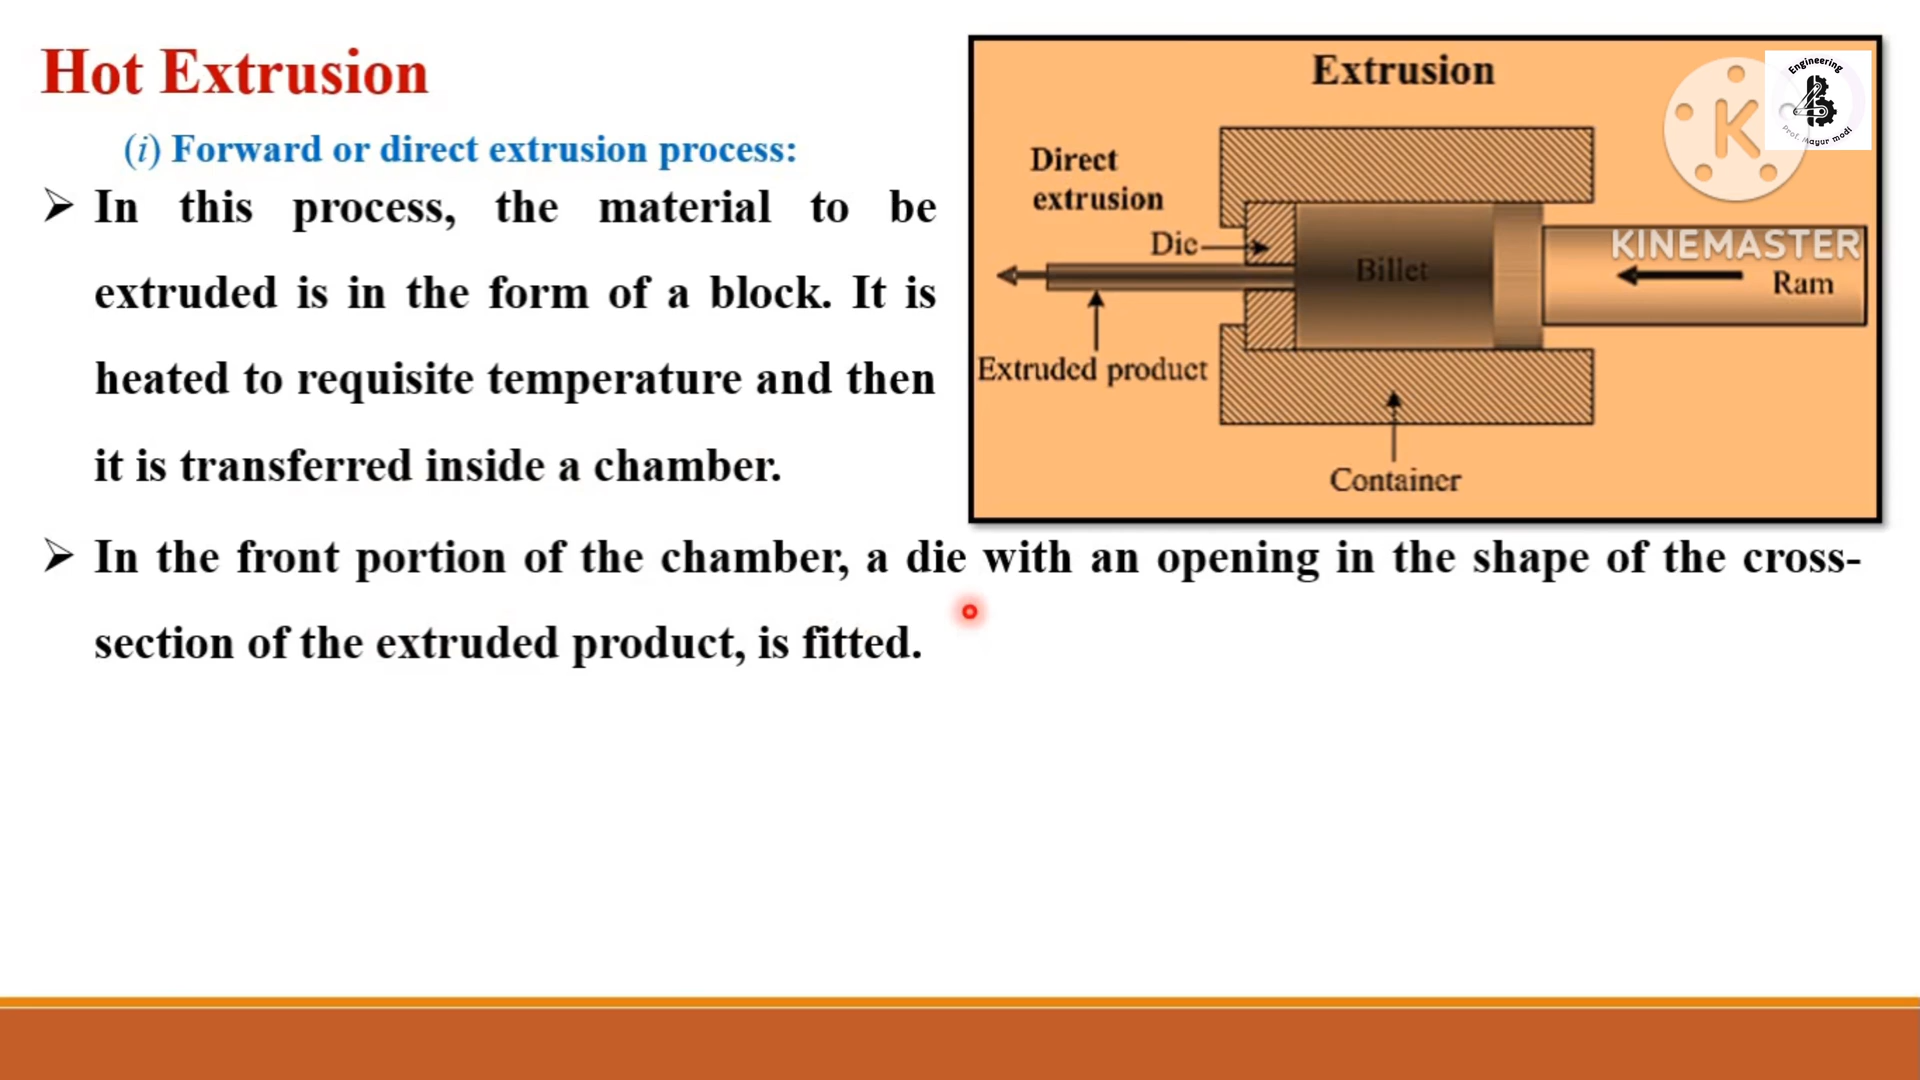 Hot Extrusion
(i) Forward or direct extrusion process:
➢ In this process, the material to be
extruded is in the form of a block. It is
heated to requisite temperature and then
it is transferred inside a chamber.
➢ In the front portion of the chamber, a die with an opening in the shape of the cross-
section of the extruded product, is fitted.
Extrusion
Direct
extrusion
Die
Billet
Ram
Extruded product
Container
K
KINEMASTER
Engineering
Prof. Mayur modi